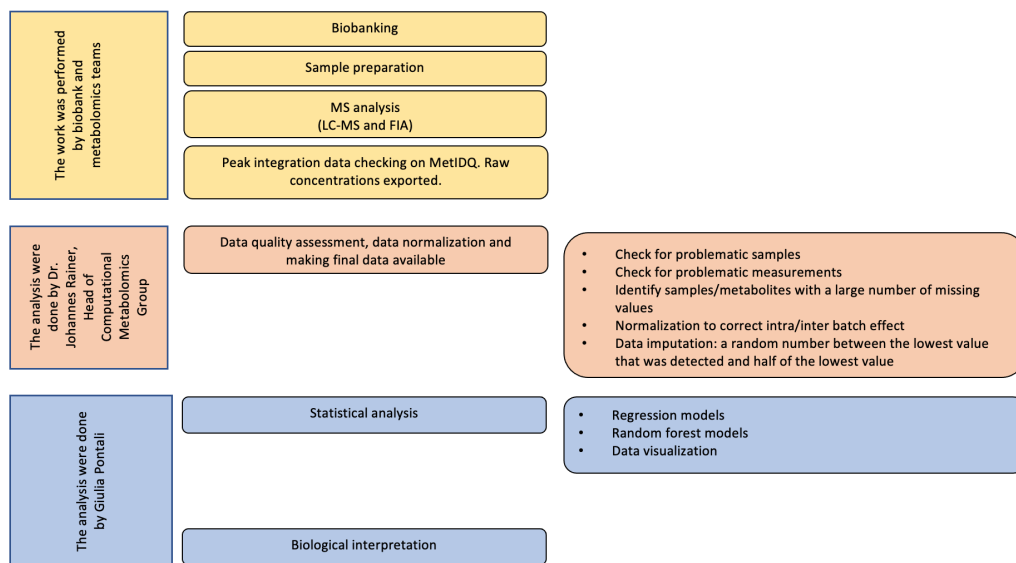 The work was performed
by biobank and
metabolomics teams
Biobanking
Sample preparation
MS analysis
(LC-MS and FIA)
Peak integration data checking on MetIDQ. Raw
concentrations exported.
The analysis were
done by Dr.
Johannes Rainer,
Head of
Computational
Metabolomics
Group
Data quality assessment, data normalization and
making final data available
• Check for problematic samples
• Check for problematic measurements
• Identify samples/metabolites with a large number of missing
values
• Normalization to correct intra/inter batch effect
• Data imputation: a random number between the lowest value
that was detected and half of the lowest value
The analysis were done
by Giulia Pontali
Statistical analysis
• Regression models
• Random forest models
• Data visualization
Biological interpretation